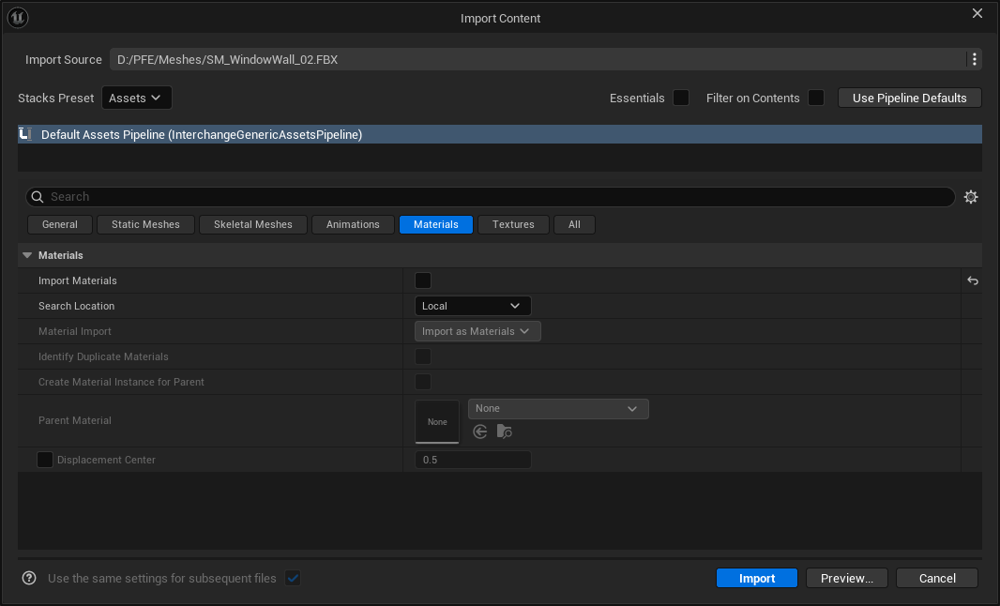 Import Content
Import Source D:/PFE/Meshes/SM_WindowWall_02.FBX
Stacks Preset Assets Essentials Filter on Contents Use Pipeline Defaults
Default Assets Pipeline (InterchangeGenericAssetsPipeline)
Search
General Static Meshes Skeletal Meshes Animations Materials Textures All
Materials
Import Materials
Search Location Local
Material Import Import as Materials
Identify Duplicate Materials
Create Material Instance for Parent
Parent Material None None
Displacement Center 0.5
Use the same settings for subsequent files Import Preview... Cancel